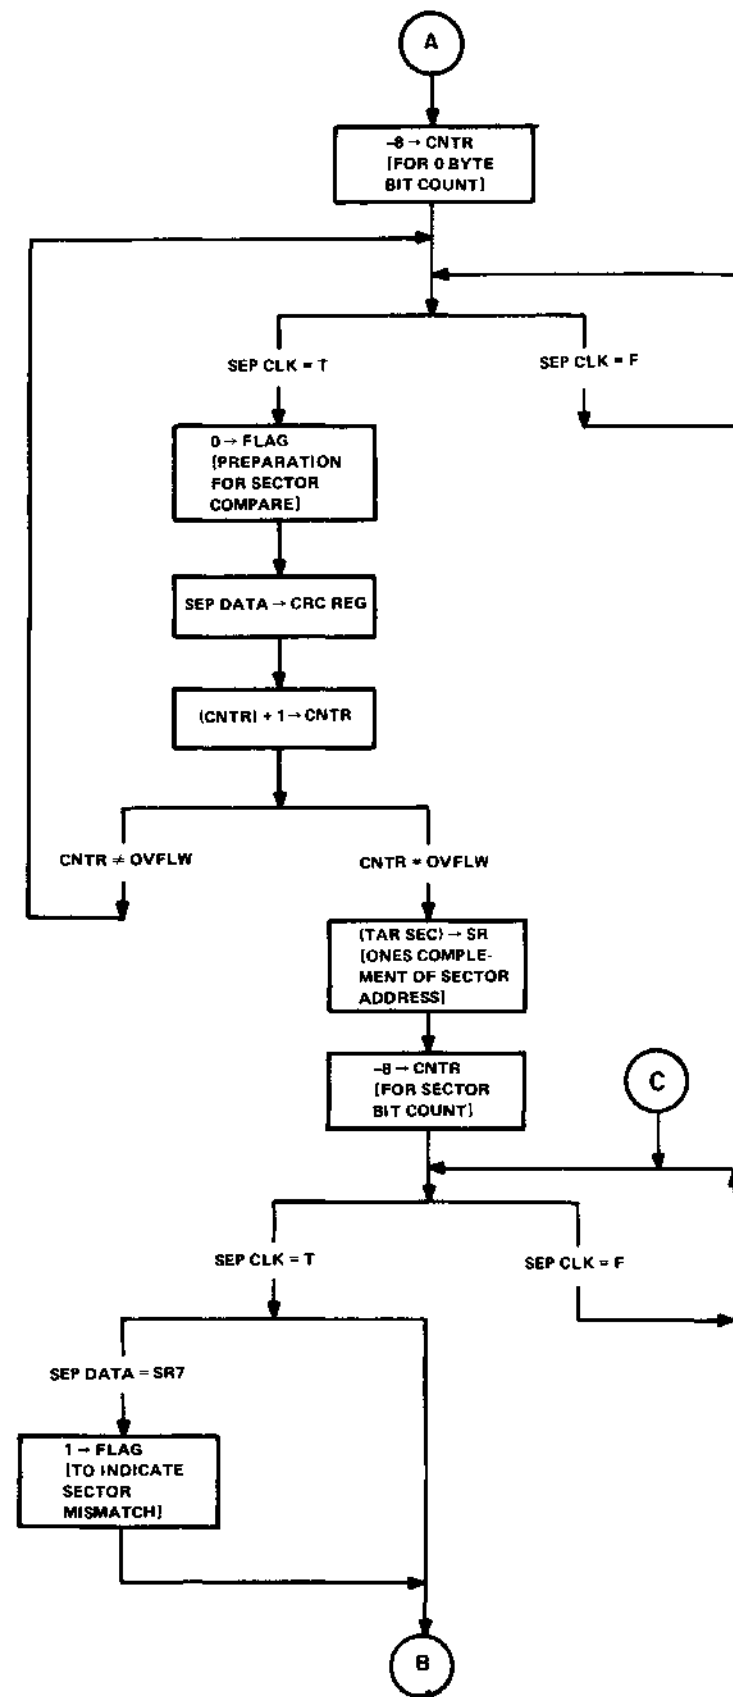 A
-8 → CNTR
[FOR 0 BYTE
BIT COUNT]
SEP CLK = T
SEP CLK = F
0 → FLAG
[PREPARATION
FOR SECTOR
COMPARE]
SEP DATA → CRC REG
(CNTR) + 1 → CNTR
CNTR ≠ OVFLW
CNTR = OVFLW
(TAR SEC) → SR
[ONES COMPLE-
MENT OF SECTOR
ADDRESS]
-8 → CNTR
[FOR SECTOR
BIT COUNT]
C
SEP CLK = T
SEP CLK = F
SEP DATA = SR7
1 → FLAG
[TO INDICATE
SECTOR
MISMATCH]
B